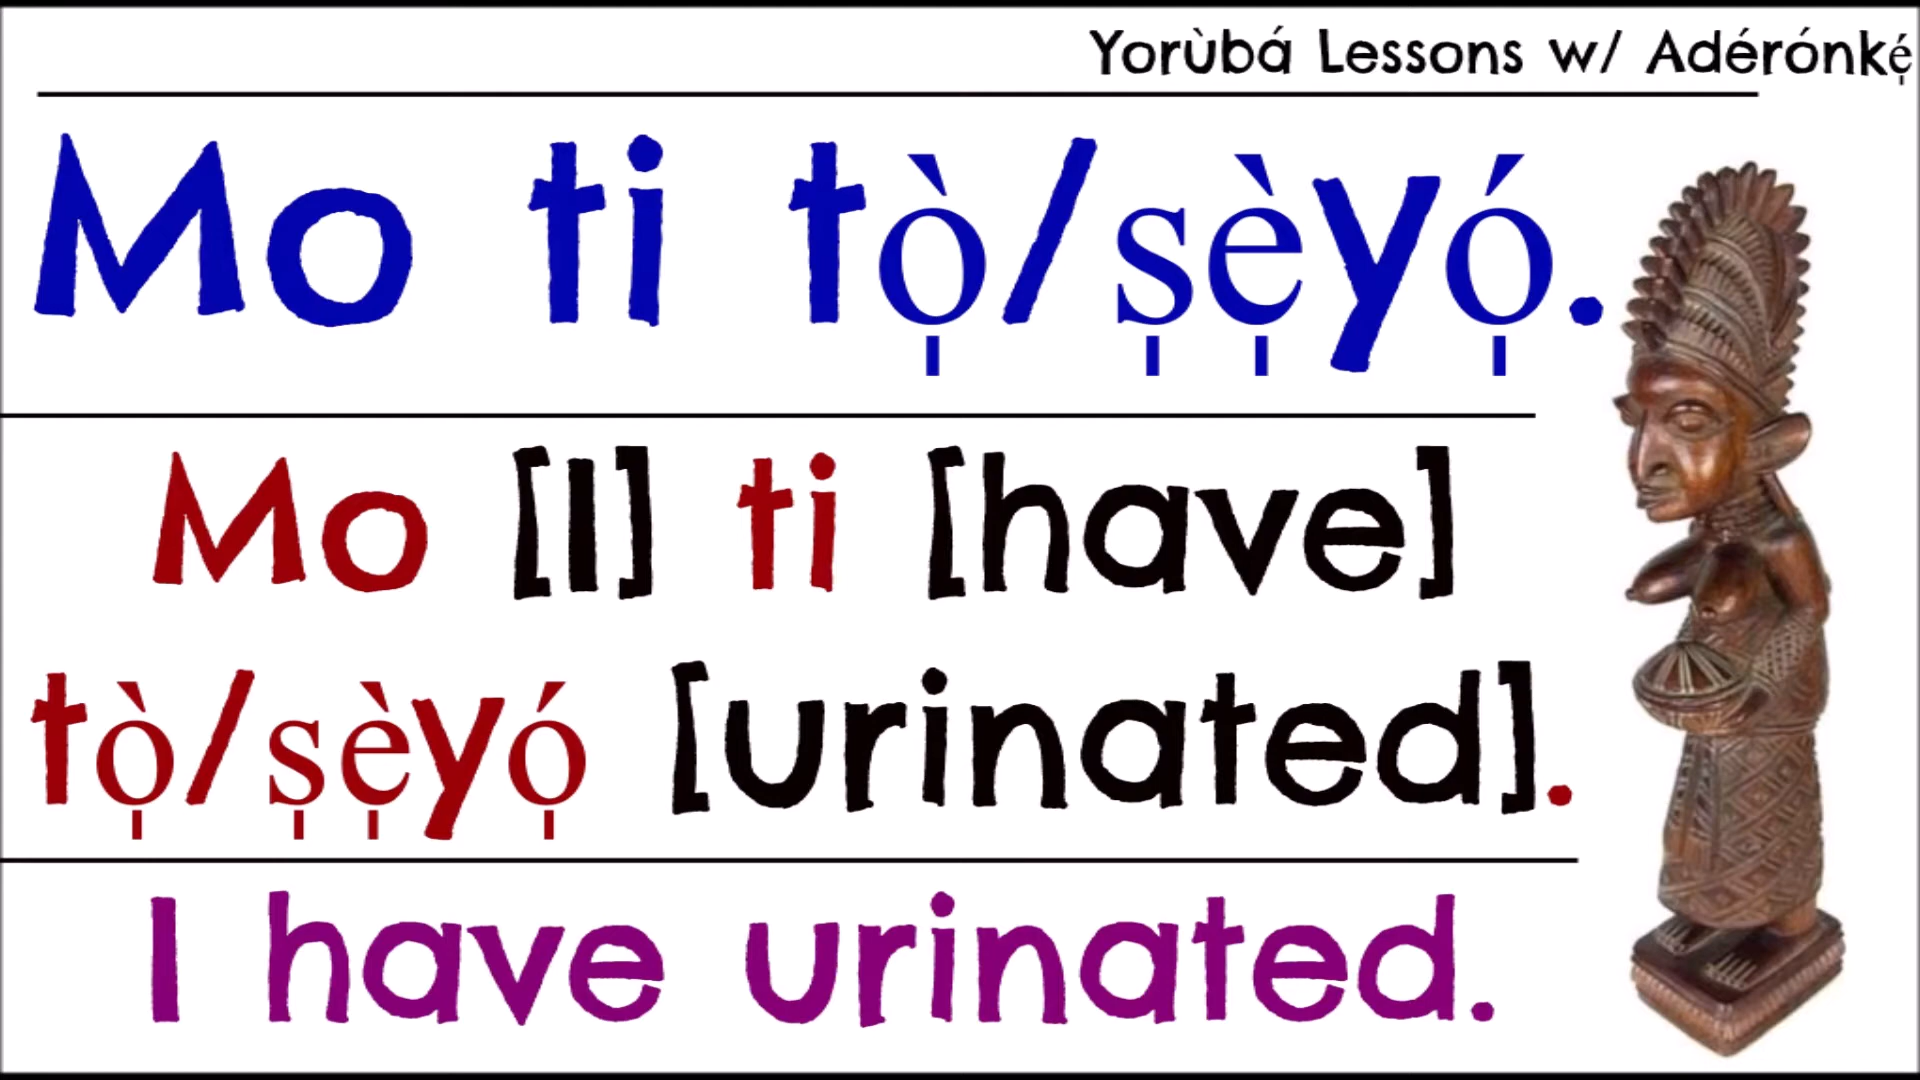 Yorùbá Lessons w/ Adérónkẹ́
Mo ti tọ̀/ṣẹ̀yọ́.
Mo [I] ti [have]
tọ̀/ṣẹ̀yọ́ [urinated].
I have urinated.